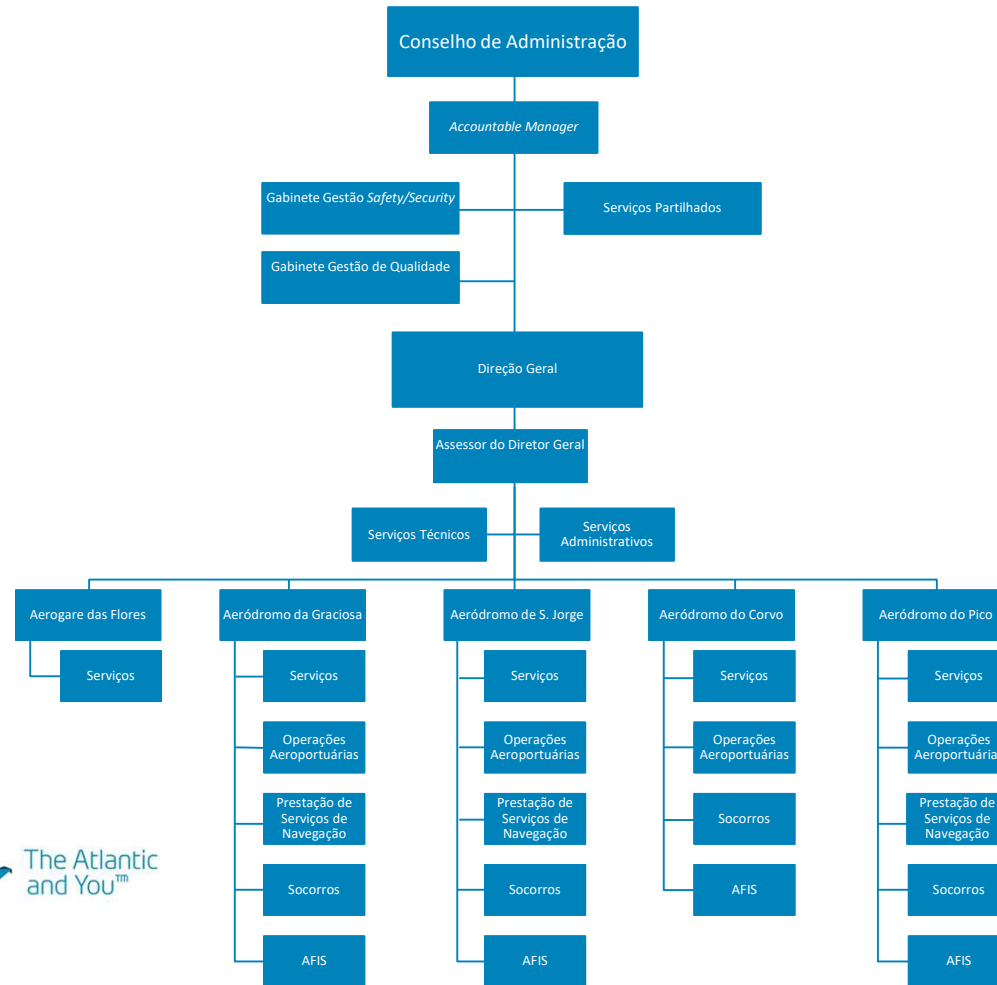 Conselho de Administração
Accountable Manager
Gabinete Gestão Safety/Security
Serviços Partilhados
Gabinete Gestão de Qualidade
Direção Geral
Assessor do Diretor Geral
Serviços Técnicos
Serviços
Administrativos
Aerogare das Flores
Aeródromo da Graciosa
Aeródromo de S. Jorge
Aeródromo do Corvo
Aeródromo do Pico
Serviços
Serviços
Serviços
Serviços
Serviços
Operações
Aeroportuárias
Operações
Aeroportuárias
Operações
Aeroportuárias
Operações
Aeroportuária
Prestação de
Serviços de
Navegação
Prestação de
Serviços de
Navegação
Socorros
Prestação de
Serviços de
Navegação
The Atlantic
and You™
Socorros
Socorros
AFIS
Socorros
AFIS
AFIS
AFIS